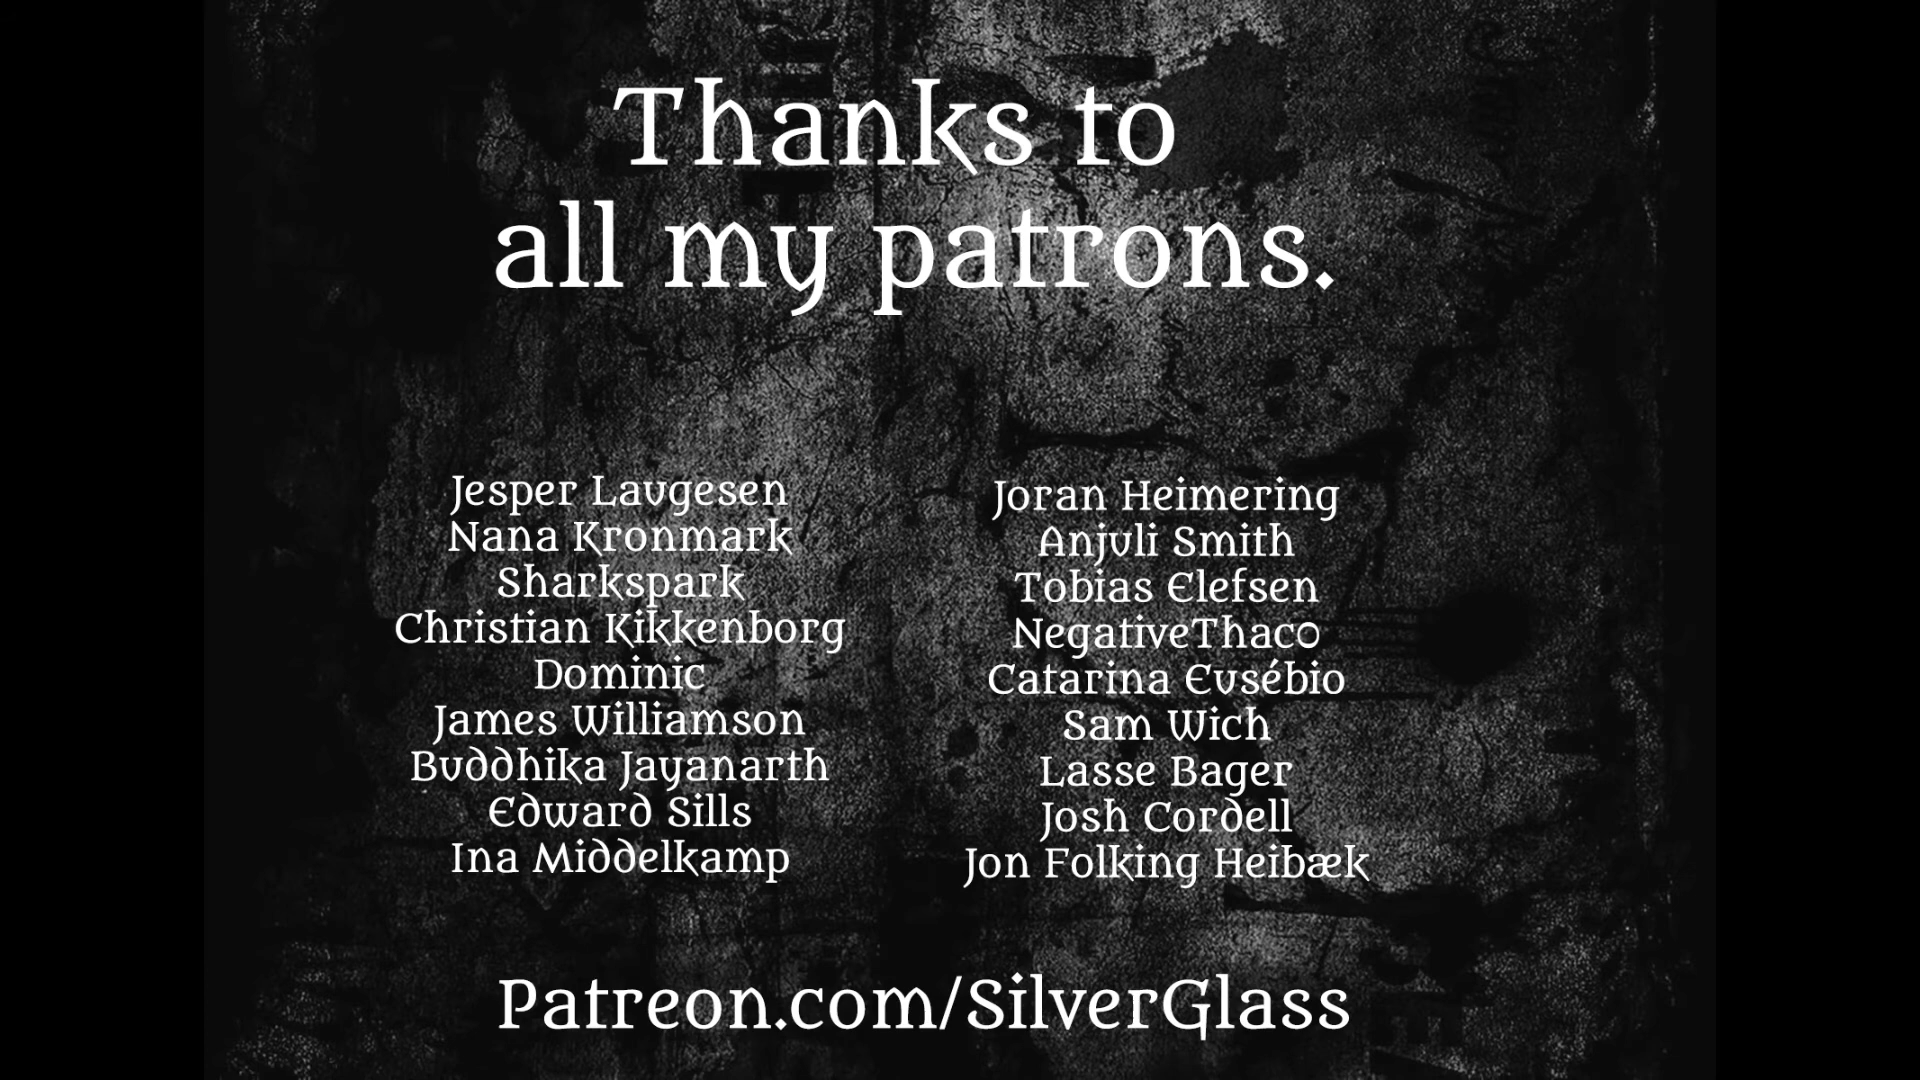 Thanks to
all my patrons.
Jesper Laugesen
Nana Kronmark
Sharkspark
Christian Kikkenborg
Dominic
James Williamson
Buddhika Jayanarth
Edward Sills
Ina Middelkamp
Joran Heimering
Anjuli Smith
Tobias Elefsen
NegativeThac0
Catarina Eusébio
Sam Wich
Lasse Bager
Josh Cordell
Jon Folking Heibæk
Patreon.com/SilverGlass